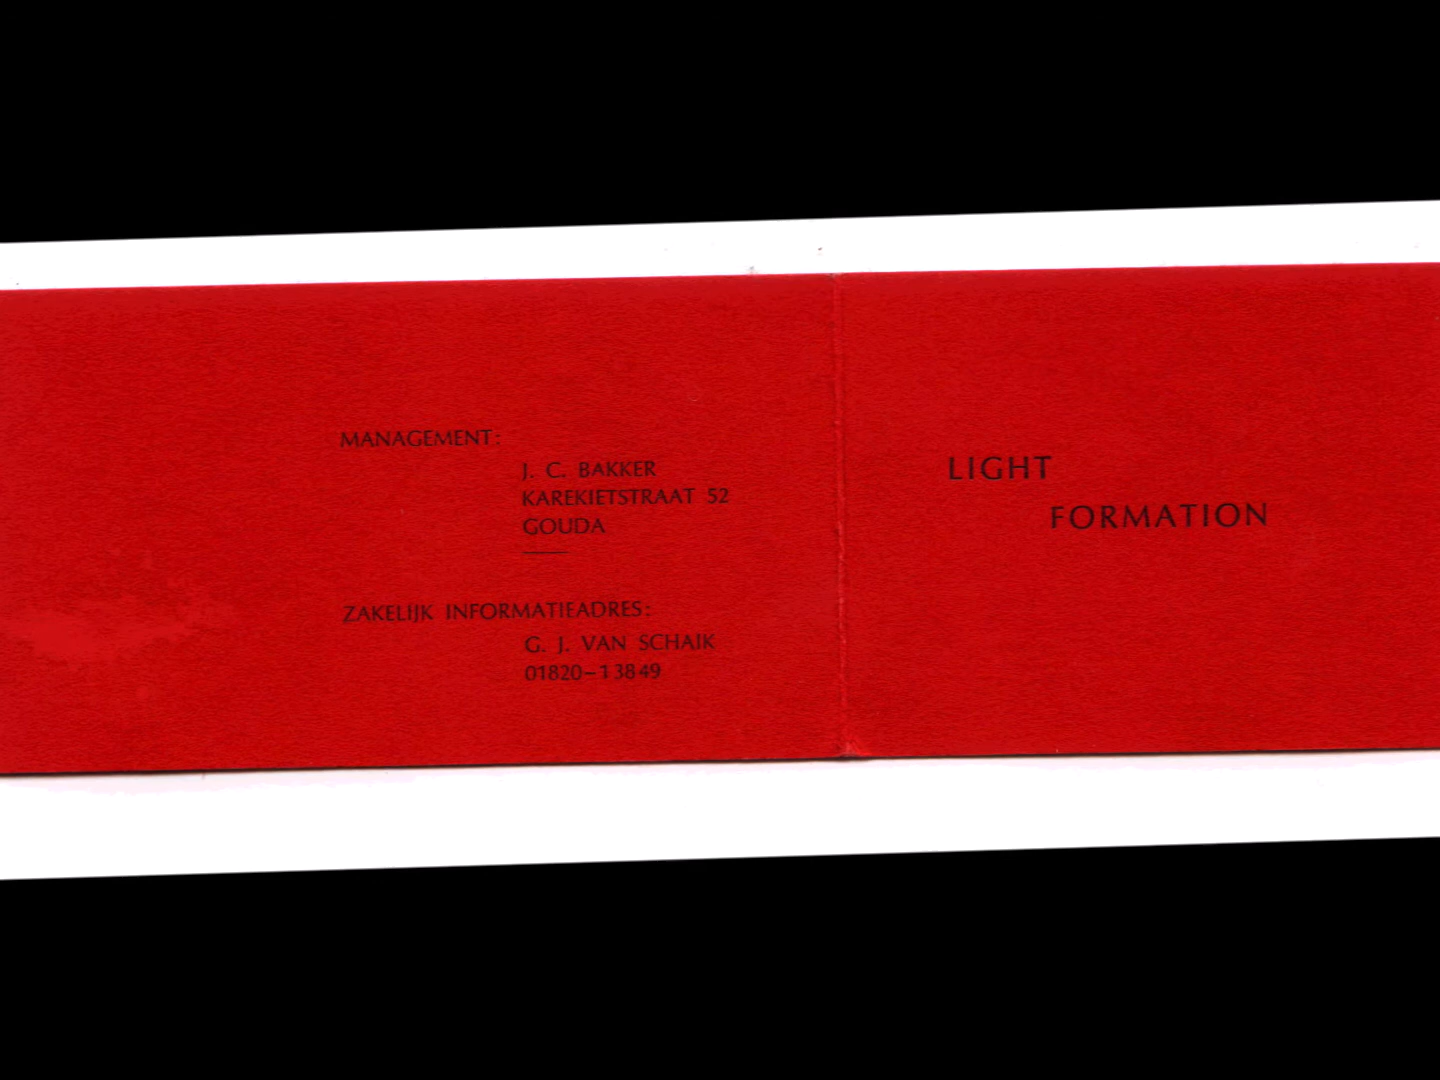 MANAGEMENT:
J. C. BAKKER
KAREKIETSTRAAT 52
GOUDA
ZAKELIJK INFORMATIEADRES:
G. J. VAN SCHAIK
01820-13849
LIGHT
FORMATION